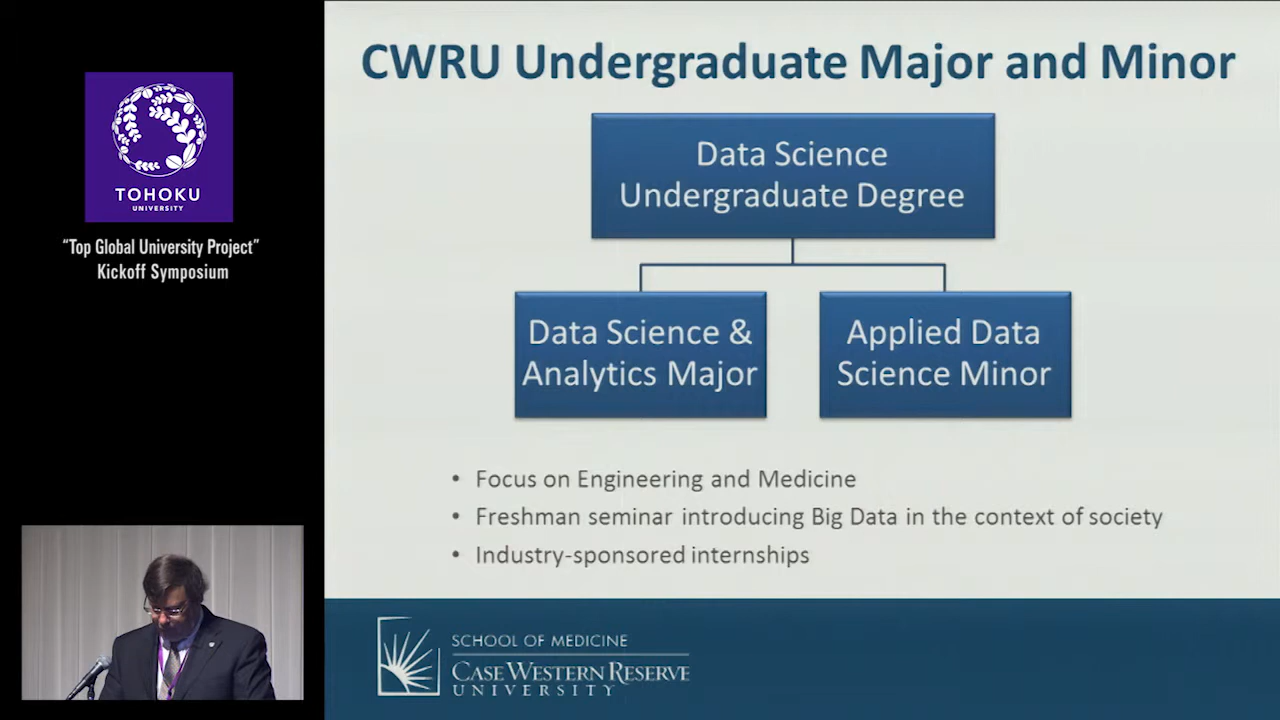 TOHOKU
UNIVERSITY
“Top Global University Project”
Kickoff Symposium
CWRU Undergraduate Major and Minor
Data Science
Undergraduate Degree
Data Science &
Analytics Major
Applied Data
Science Minor
• Focus on Engineering and Medicine
• Freshman seminar introducing Big Data in the context of society
• Industry-sponsored internships
SCHOOL OF MEDICINE
CASE WESTERN RESERVE
UNIVERSITY